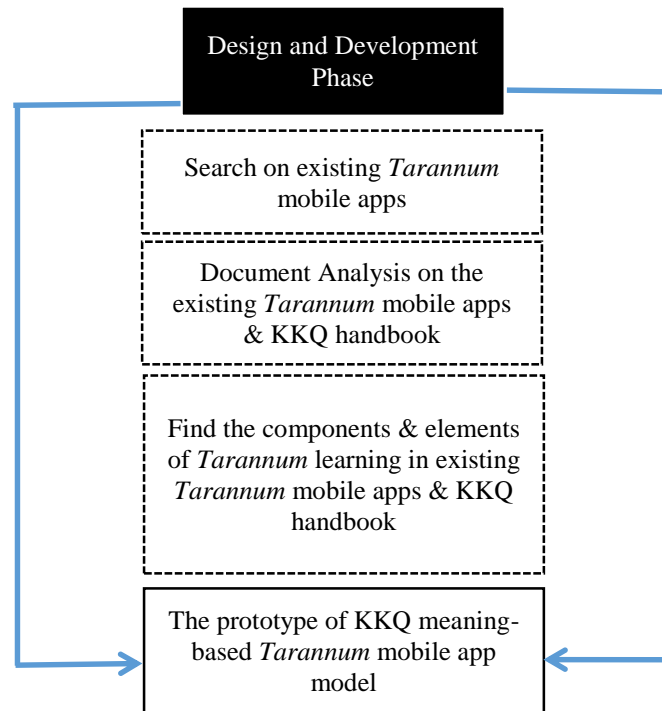 Design and Development
Phase
Search on existing Tarannum
mobile apps
Document Analysis on the
existing Tarannum mobile apps
& KKQ handbook
Find the components & elements
of Tarannum learning in existing
Tarannum mobile apps & KKQ
handbook
The prototype of KKQ meaning-
based Tarannum mobile app
model